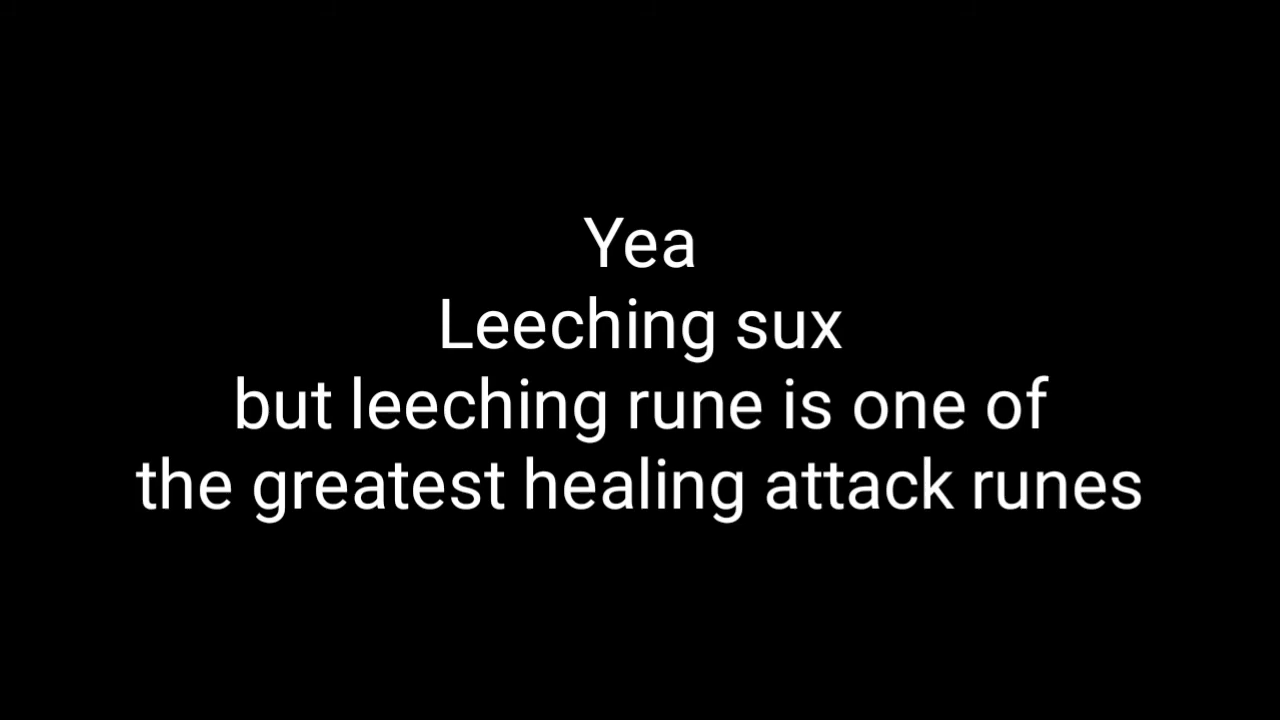 Yea
Leeching sux
but leeching rune is one of
the greatest healing attack runes